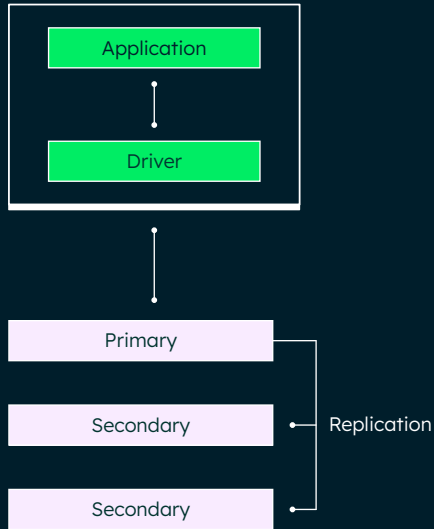 Application
Driver
Primary
Secondary
Replication
Secondary